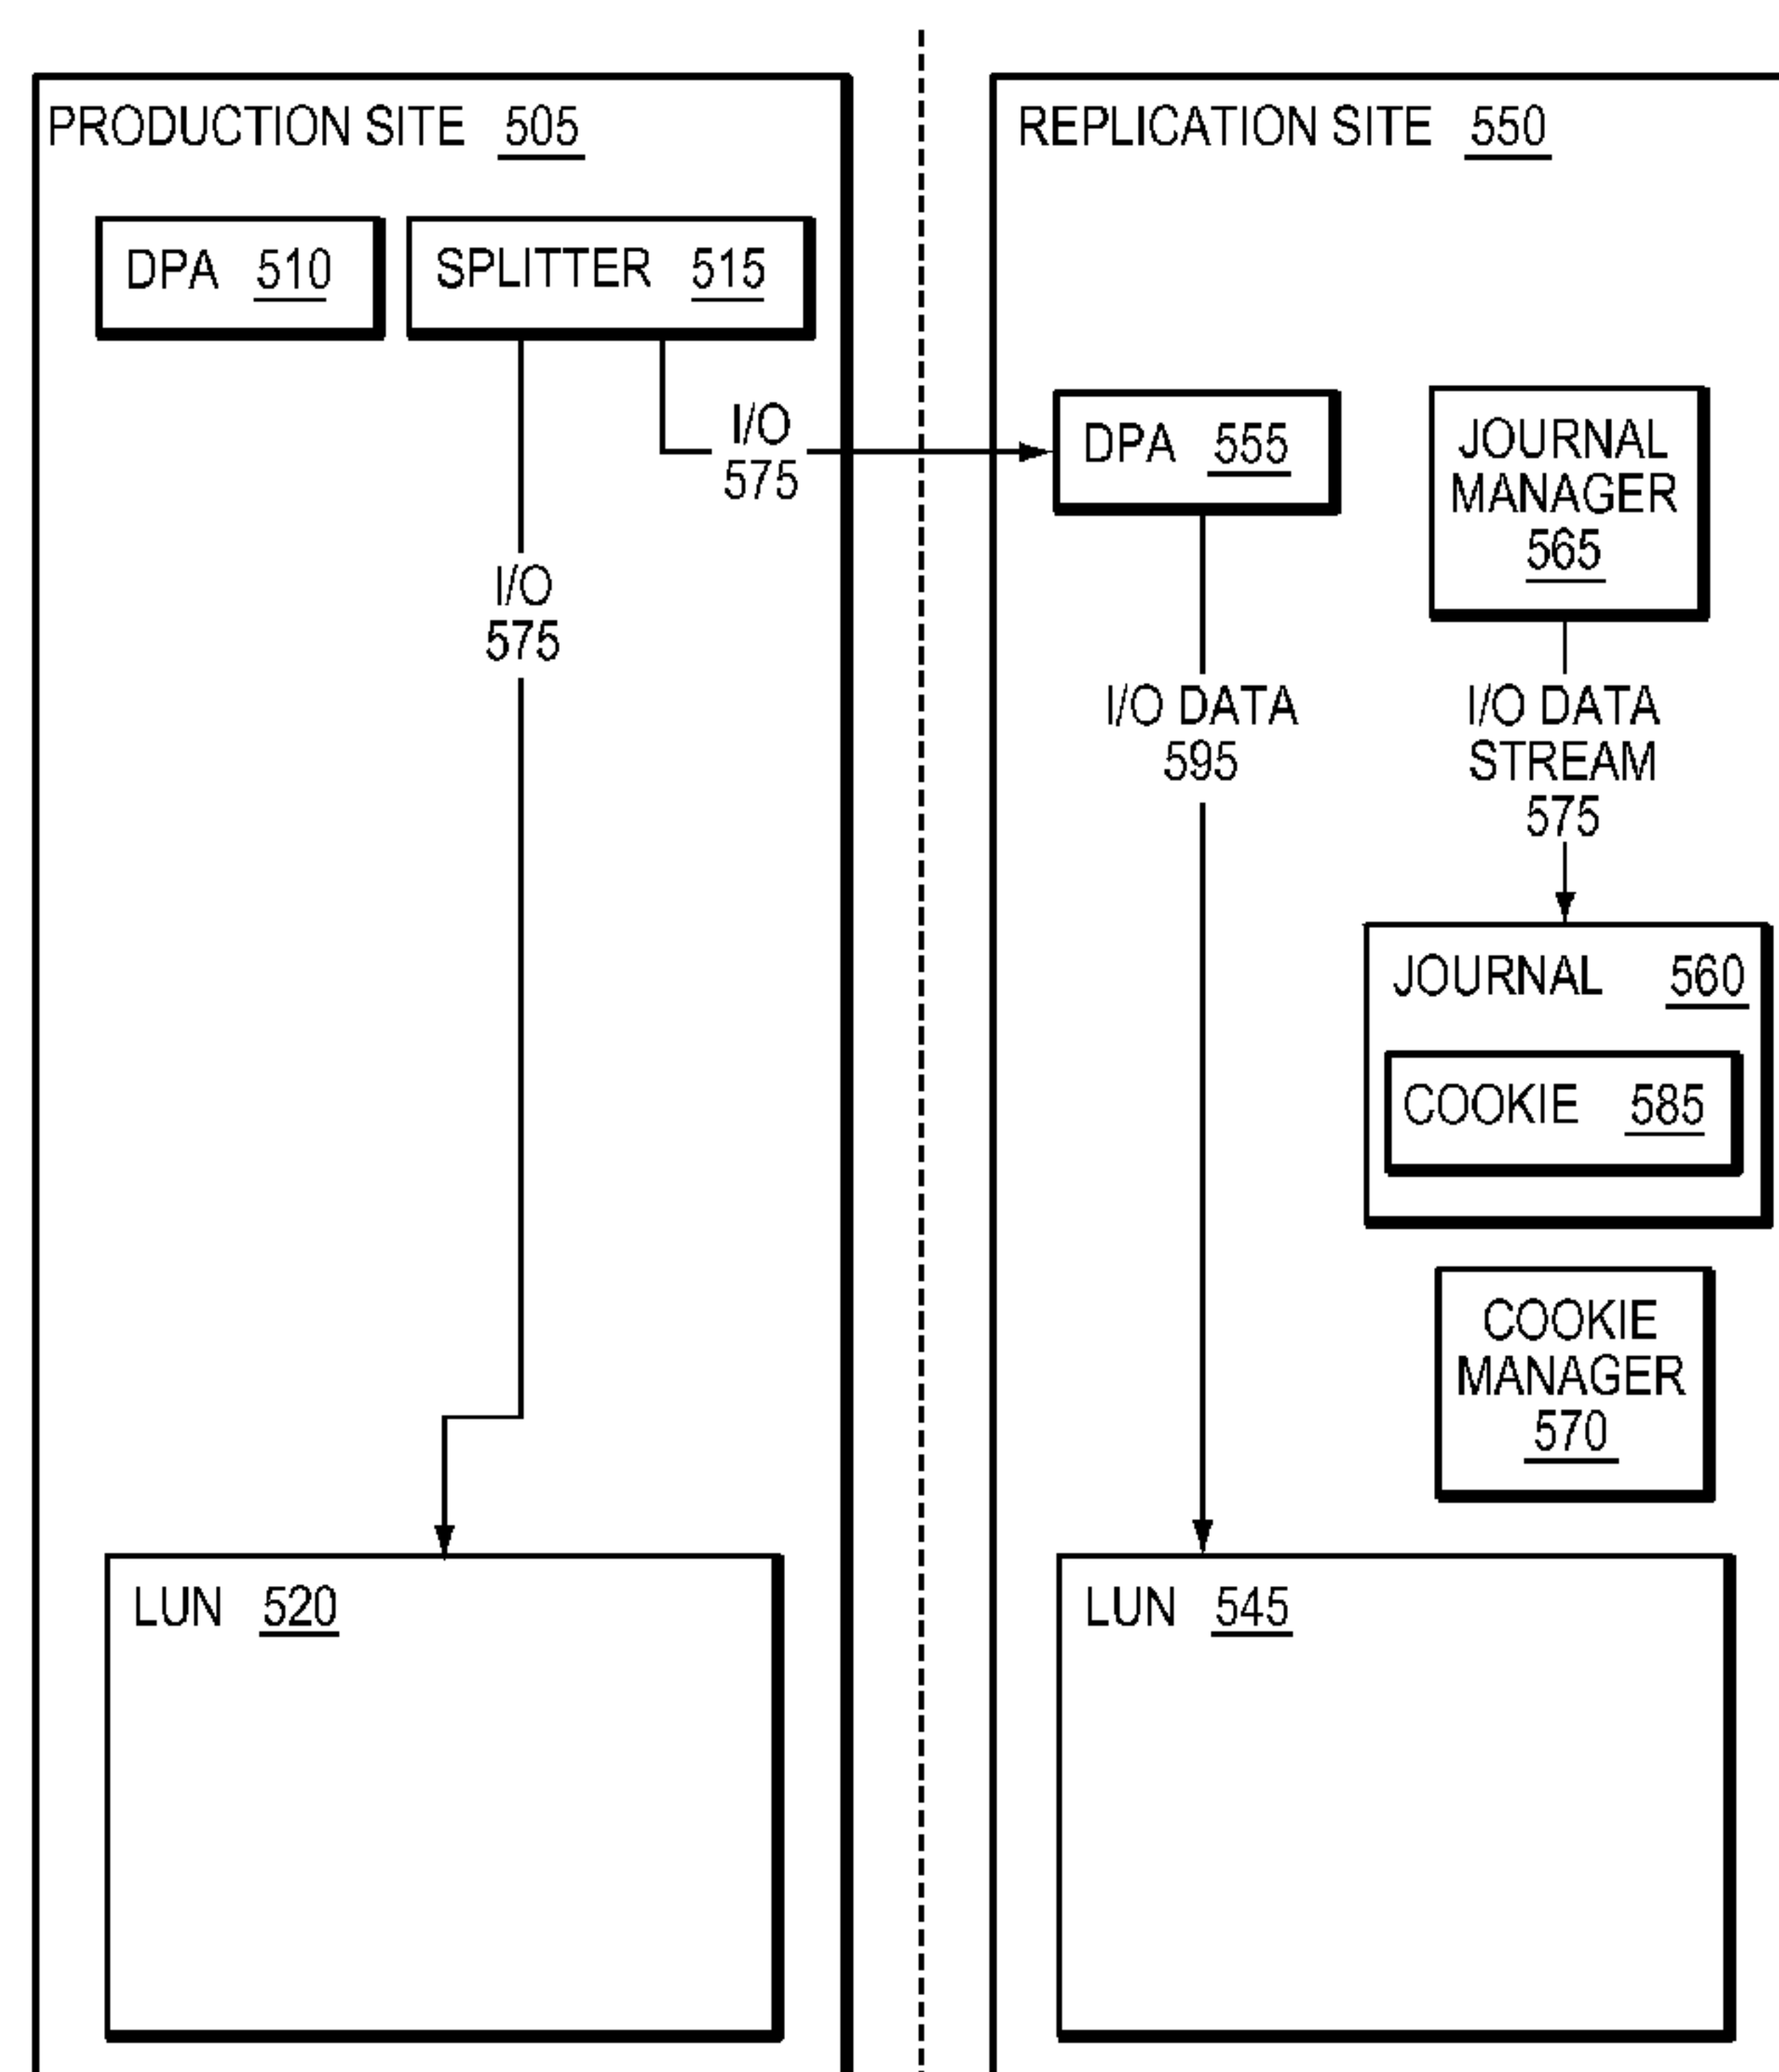 PRODUCTION SITE 505
DPA 510
SPLITTER 515
I/O
575
I/O
575
LUN 520
REPLICATION SITE 550
DPA 555
JOURNAL
MANAGER
565
I/O DATA
595
I/O DATA
STREAM
575
JOURNAL 560
COOKIE 585
COOKIE
MANAGER
570
LUN 545